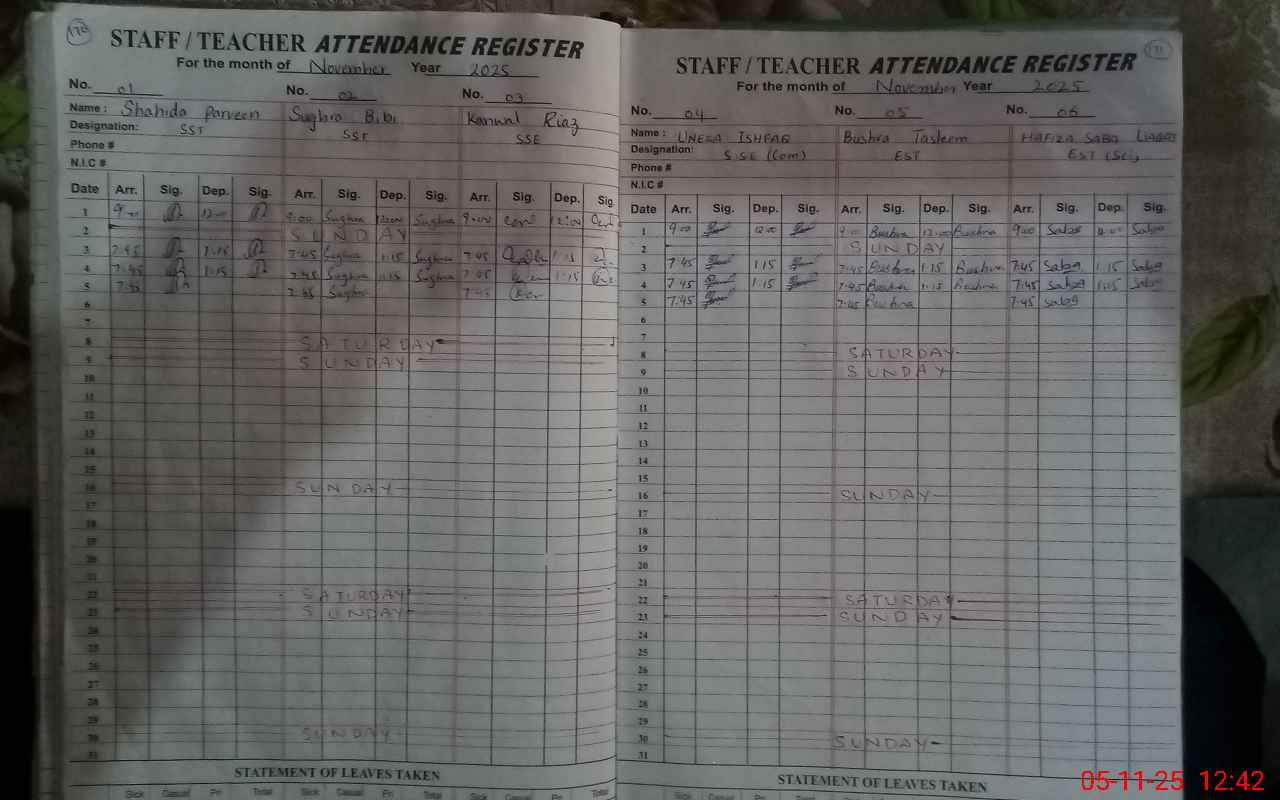 170
STAFF / TEACHER ATTENDANCE REGISTER
For the month of November Year 2025
No. 01 No. 02 No. 03
Name : Shahida Parveen Sughra Bibi Kanwal Riaz
Designation: SST SST SSE
Phone #
N.I.C #
Date Arr. Sig. Dep. Sig. Arr. Sig. Dep. Sig. Arr. Sig. Dep. Sig.
1 9:00 12:00 9:00 Sughra 12:00 Sughra 9:00 12:00
2 SUNDAY
3 7:45 1:15 7:45 Sughra 1:15 Sughra 7:45 1:15
4 7:45 1:15 7:45 Sughra 1:15 Sughra 7:45 1:15
5 7:45 7:45 Sughra 7:45
6
7
8 SATURDAY
9 SUNDAY
10
11
12
13
14
15
16 SUNDAY
17
18
19
20
21
22 SATURDAY
23 SUNDAY
24
25
26
27
28
29
30 SUNDAY
31
STATEMENT OF LEAVES TAKEN
Sick Casual Pri Total Sick Casual Pri Total Sick Casual Pri Total
171
STAFF / TEACHER ATTENDANCE REGISTER
For the month of November Year 2025
No. 04 No. 05 No. 06
Name : Bushra Tasleem HAFIZA SABA LIAQAT
Designation: S.SE (Com) EST EST (Sci)
Phone #
N.I.C #
Date Arr. Sig. Dep. Sig. Arr. Sig. Dep. Sig. Arr. Sig. Dep. Sig.
1 9:00 12:00 9:00 Bushra 12:00 Bushra 9:00 Saba 12:00 Saba
2 SUNDAY
3 7:45 1:15 7:45 Bushra 1:15 Bushra 7:45 Saba 1:15 Saba
4 7:45 1:15 7:45 Bushra 1:15 Bushra 7:45 Saba 1:15 Saba
5 7:45 7:45 Bushra 7:45 Saba
6
7
8 SATURDAY
9 SUNDAY
10
11
12
13
14
15
16 SUNDAY
17
18
19
20
21
22 SATURDAY
23 SUNDAY
24
25
26
27
28
29
30 SUNDAY
31
STATEMENT OF LEAVES TAKEN
Sick Casual Pri Total Sick Casual Pri Total Sick Casual
05-11-25 12:42